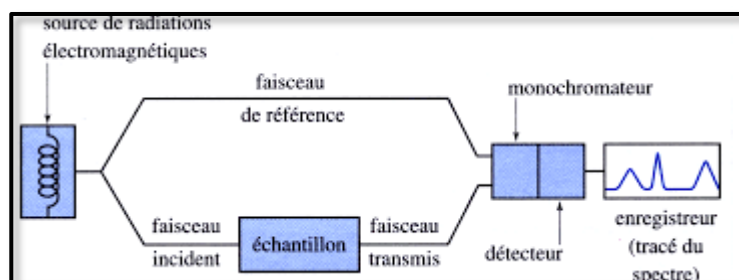 source de radiations
électromagnétiques
faisceau
de référence
monochromateur
faisceau
incident
échantillon
faisceau
transmis
détecteur
enregistreur
(tracé du
spectre)